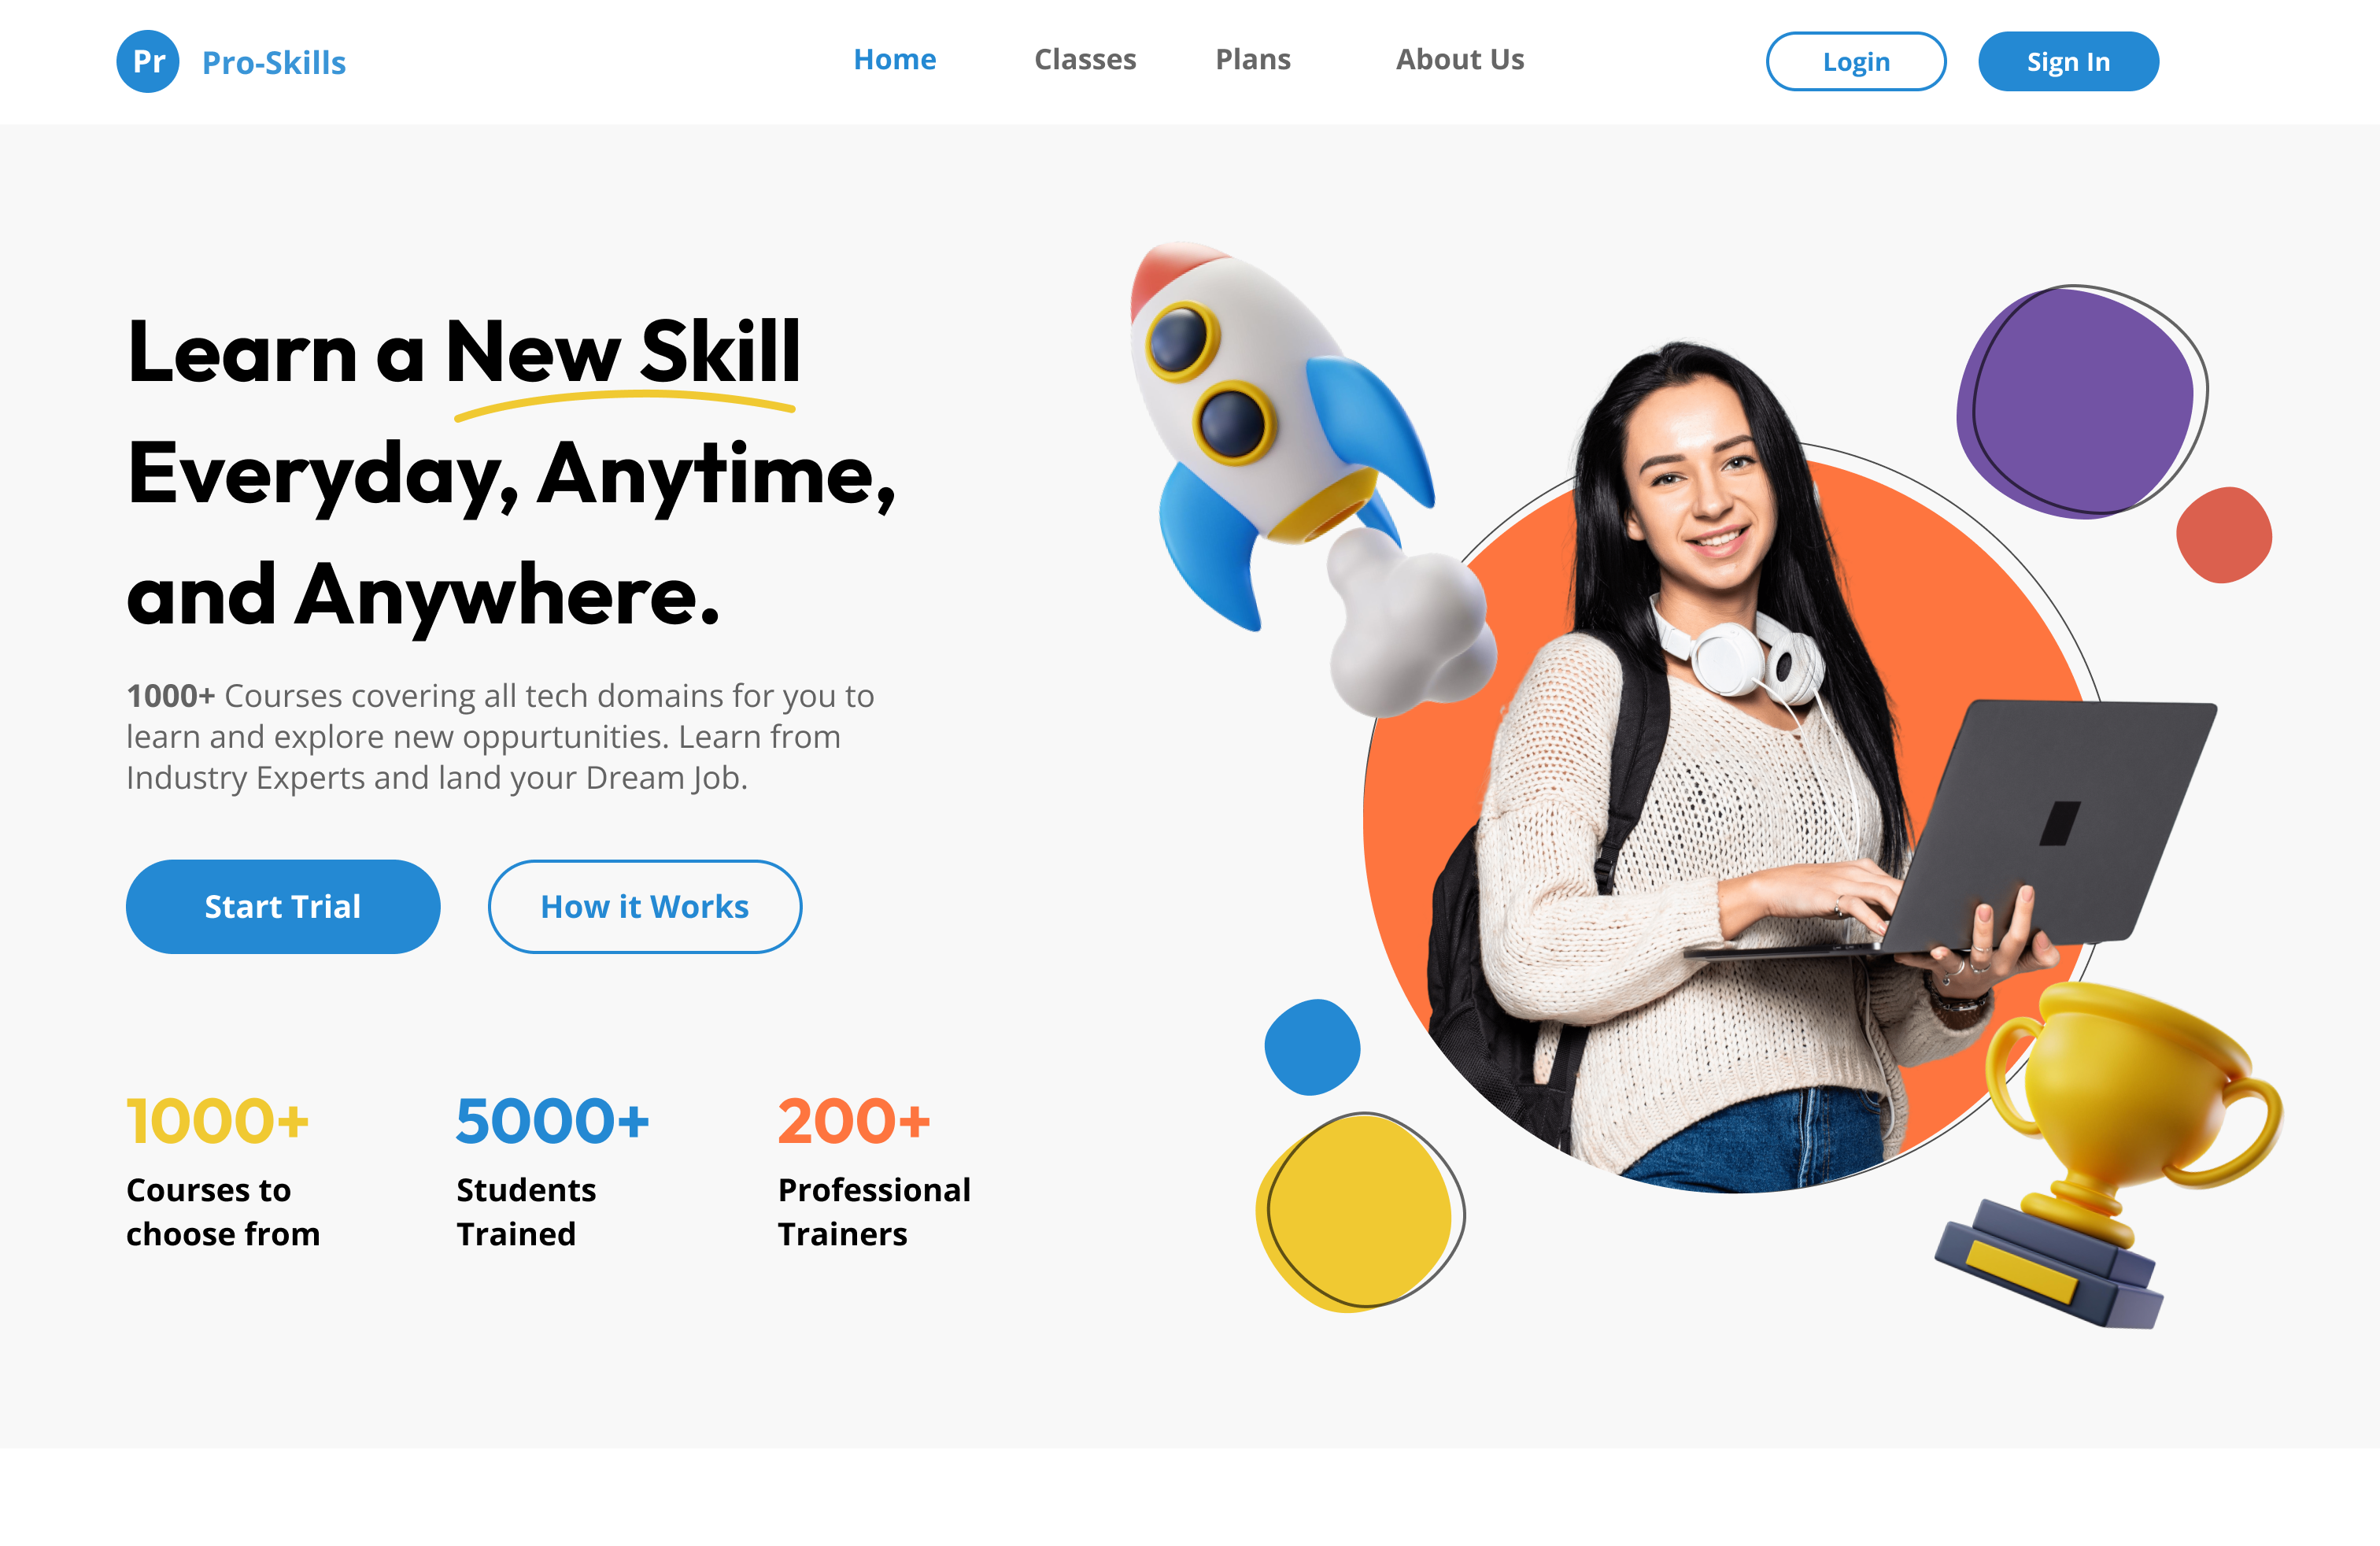 Pr Pro-Skills Home Classes Plans About Us Login Sign In
Learn a New Skill
Everyday, Anytime,
and Anywhere.
1000+ Courses covering all tech domains for you to
learn and explore new oppurtunities. Learn from
Industry Experts and land your Dream Job.
Start Trial How it Works
1000+ 5000+ 200+
Courses to Students Professional
choose from Trained Trainers